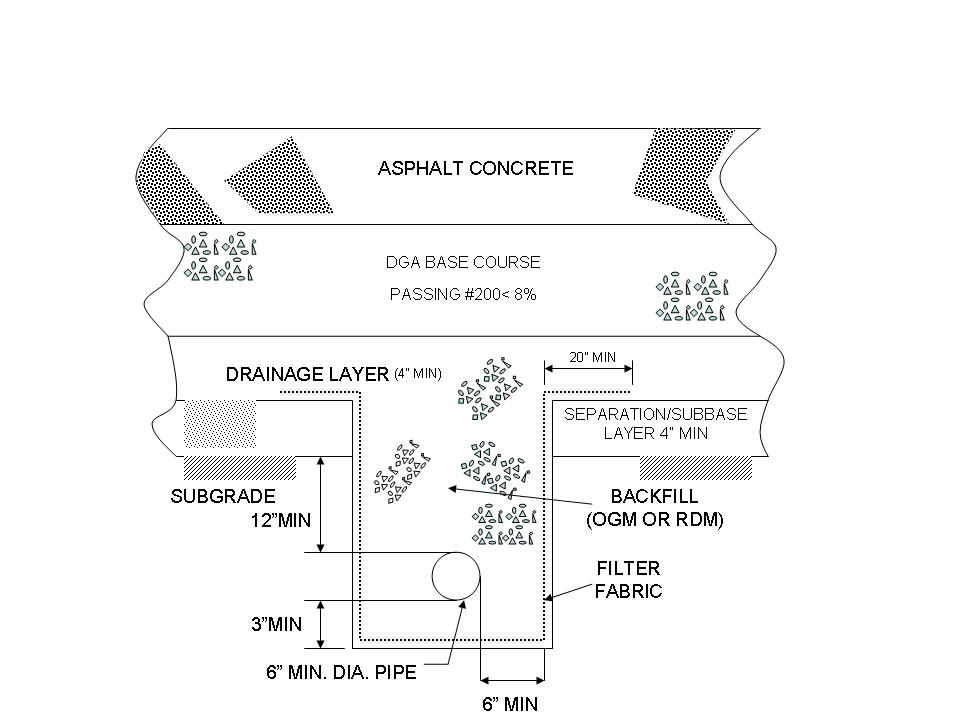 ASPHALT CONCRETE
DGA BASE COURSE
PASSING #200< 8%
20” MIN
DRAINAGE LAYER (4” MIN)
SEPARATION/SUBBASE
LAYER 4” MIN
SUBGRADE
12”MIN
BACKFILL
(OGM OR RDM)
FILTER
FABRIC
3”MIN
6” MIN. DIA. PIPE
6” MIN